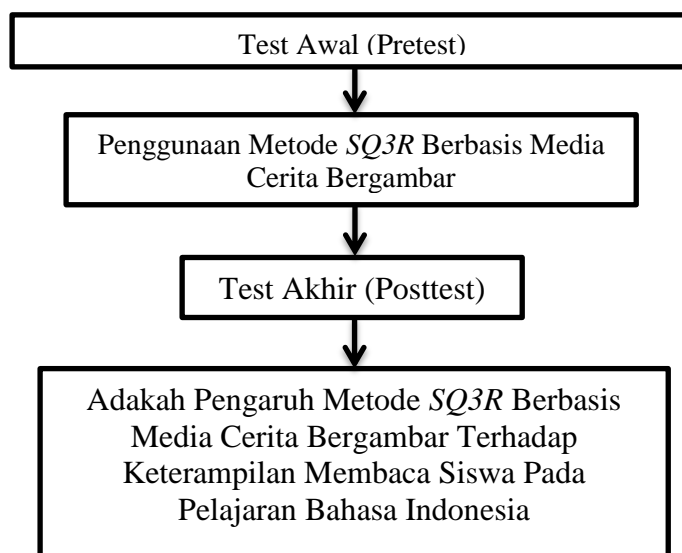 Test Awal (Pretest)
Penggunaan Metode SQ3R Berbasis Media
Cerita Bergambar
Test Akhir (Posttest)
Adakah Pengaruh Metode SQ3R Berbasis
Media Cerita Bergambar Terhadap
Keterampilan Membaca Siswa Pada
Pelajaran Bahasa Indonesia